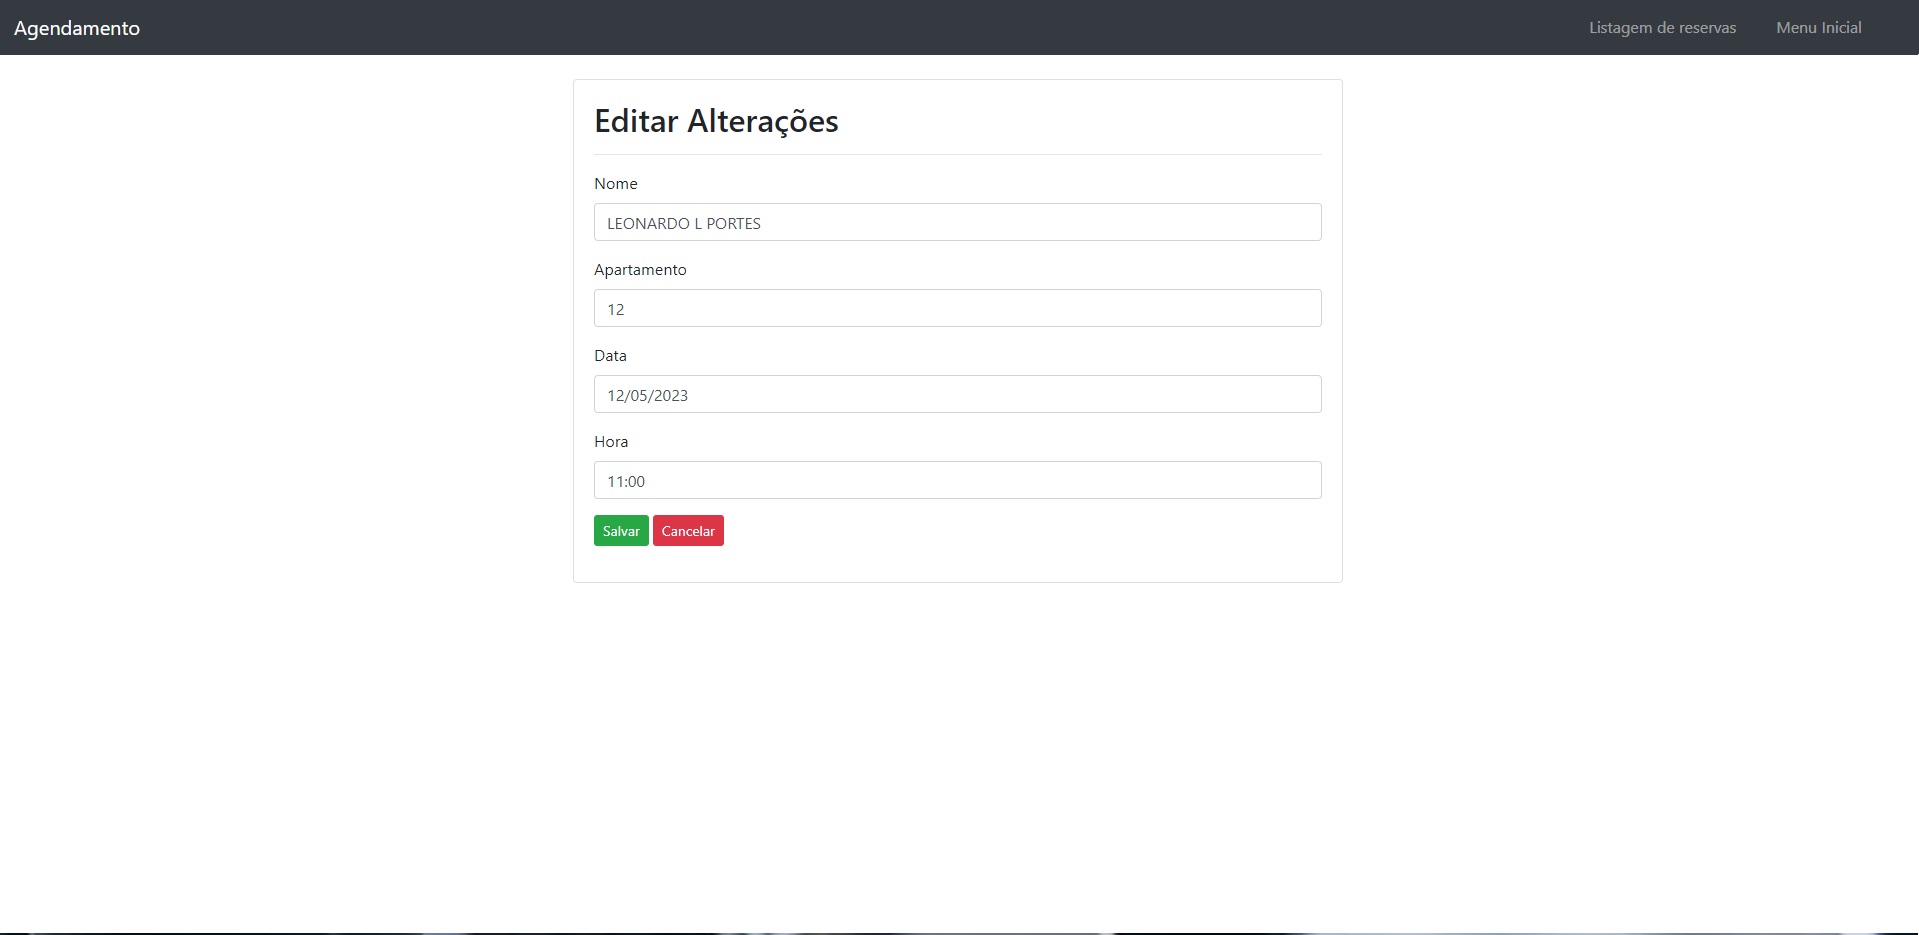 Agendamento
Listagem de reservas
Menu Inicial
Editar Alterações
Nome
LEONARDO L PORTES
Apartamento
12
Data
12/05/2023
Hora
11:00
Salvar Cancelar